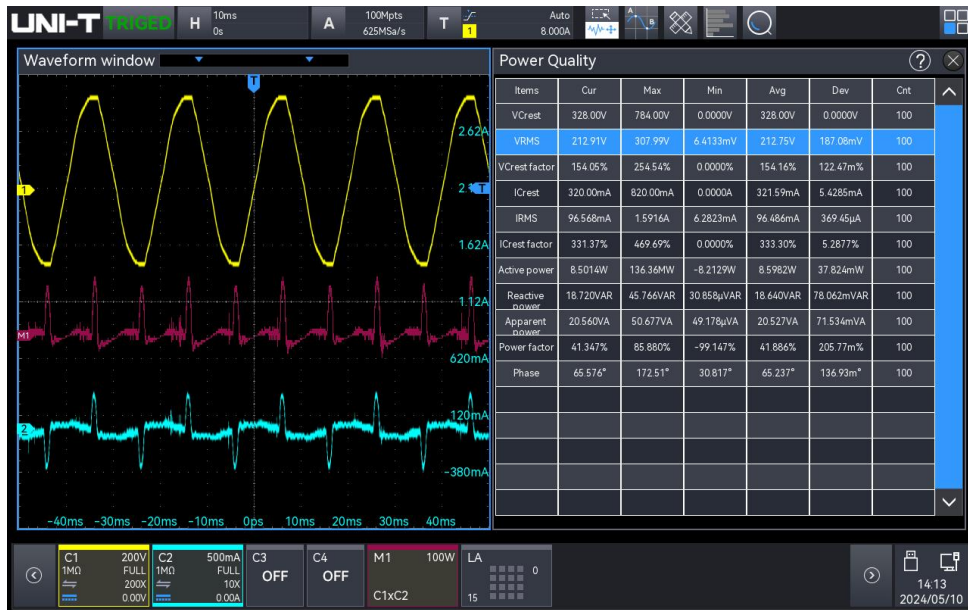 UNI-T TRIGED H 10ms 0s A 100Mpts 625MSa/s T 1 Auto 8.000A A B
Waveform window
T
2.62A
1
T
1.62A
1.12A
M1
620mA
120mA
2
-380mA
-40ms -30ms -20ms -10ms 0ps 10ms 20ms 30ms 40ms
Power Quality ?
Items Cur Max Min Avg Dev Cnt
VCrest 328.00V 784.00V 0.0000V 328.00V 0.0000V 100
VRMS 212.91V 307.99V 6.4133mV 212.75V 187.08mV 100
VCrest factor 154.05% 254.54% 0.0000% 154.16% 122.47m% 100
ICrest 320.00mA 820.00mA 0.0000A 321.59mA 5.4285mA 100
IRMS 96.568mA 1.5916A 6.2823mA 96.486mA 369.45µA 100
ICrest factor 331.37% 469.69% 0.0000% 333.30% 5.2877% 100
Active power 8.5014W 136.36MW -8.2129W 8.5982W 37.824mW 100
Reactive power 18.720VAR 45.766VAR 30.858µVAR 18.640VAR 78.062mVAR 100
Apparent power 20.560VA 50.677VA 49.178µVA 20.527VA 71.534mVA 100
Power factor 41.347% 85.880% -99.147% 41.886% 205.77m% 100
Phase 65.576° 172.51° 30.817° 65.237° 136.93m° 100
C1 200V
1MΩ FULL
200X
0.00V
C2 500mA
1MΩ FULL
10X
0.00A
C3
OFF
C4
OFF
M1 100W
C1xC2
LA
0
15
14:13
2024/05/10